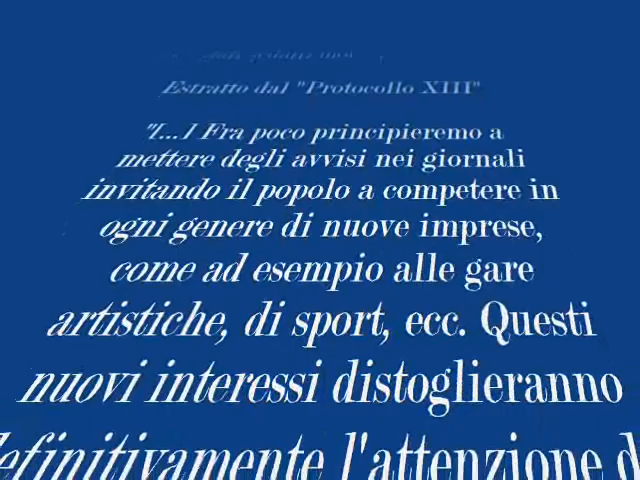 Estratto dal "Protocollo XIII"
"[...] Fra poco principieremo a
mettere degli avvisi nei giornali
invitando il popolo a competere in
ogni genere di nuove imprese,
come ad esempio alle gare
artistiche, di sport, ecc. Questi
nuovi interessi distoglieranno
definitivamente l'attenzione d